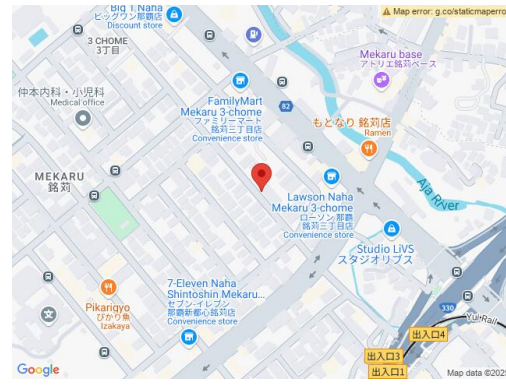 Big 1 Naha
ビッグワン那覇店
Discount store
Map error: g.co/staticmaperro
3 CHOME
3丁目
Mekaru base
アトリエ銘苅ベース
仲本内科・小児科
Medical office
FamilyMart
Mekaru 3-chome
ファミリーマート
銘苅三丁目店
Convenience store
82
もとなり 銘苅店
Ramen
MEKARU
銘苅
Lawson Naha
Mekaru 3-chome
ローソン 那覇
銘苅三丁目店
Convenience store
Aja River
Studio LiVS
スタジオリブス
7-Eleven Naha
Shintoshin Mekaru...
セブン-イレブン
那覇新都心銘苅店
Convenience store
Pikarigyo
ぴかり魚
Izakaya
330
Yui Rail
出入口4
出入口3
出入口1
Google
Map data ©2025